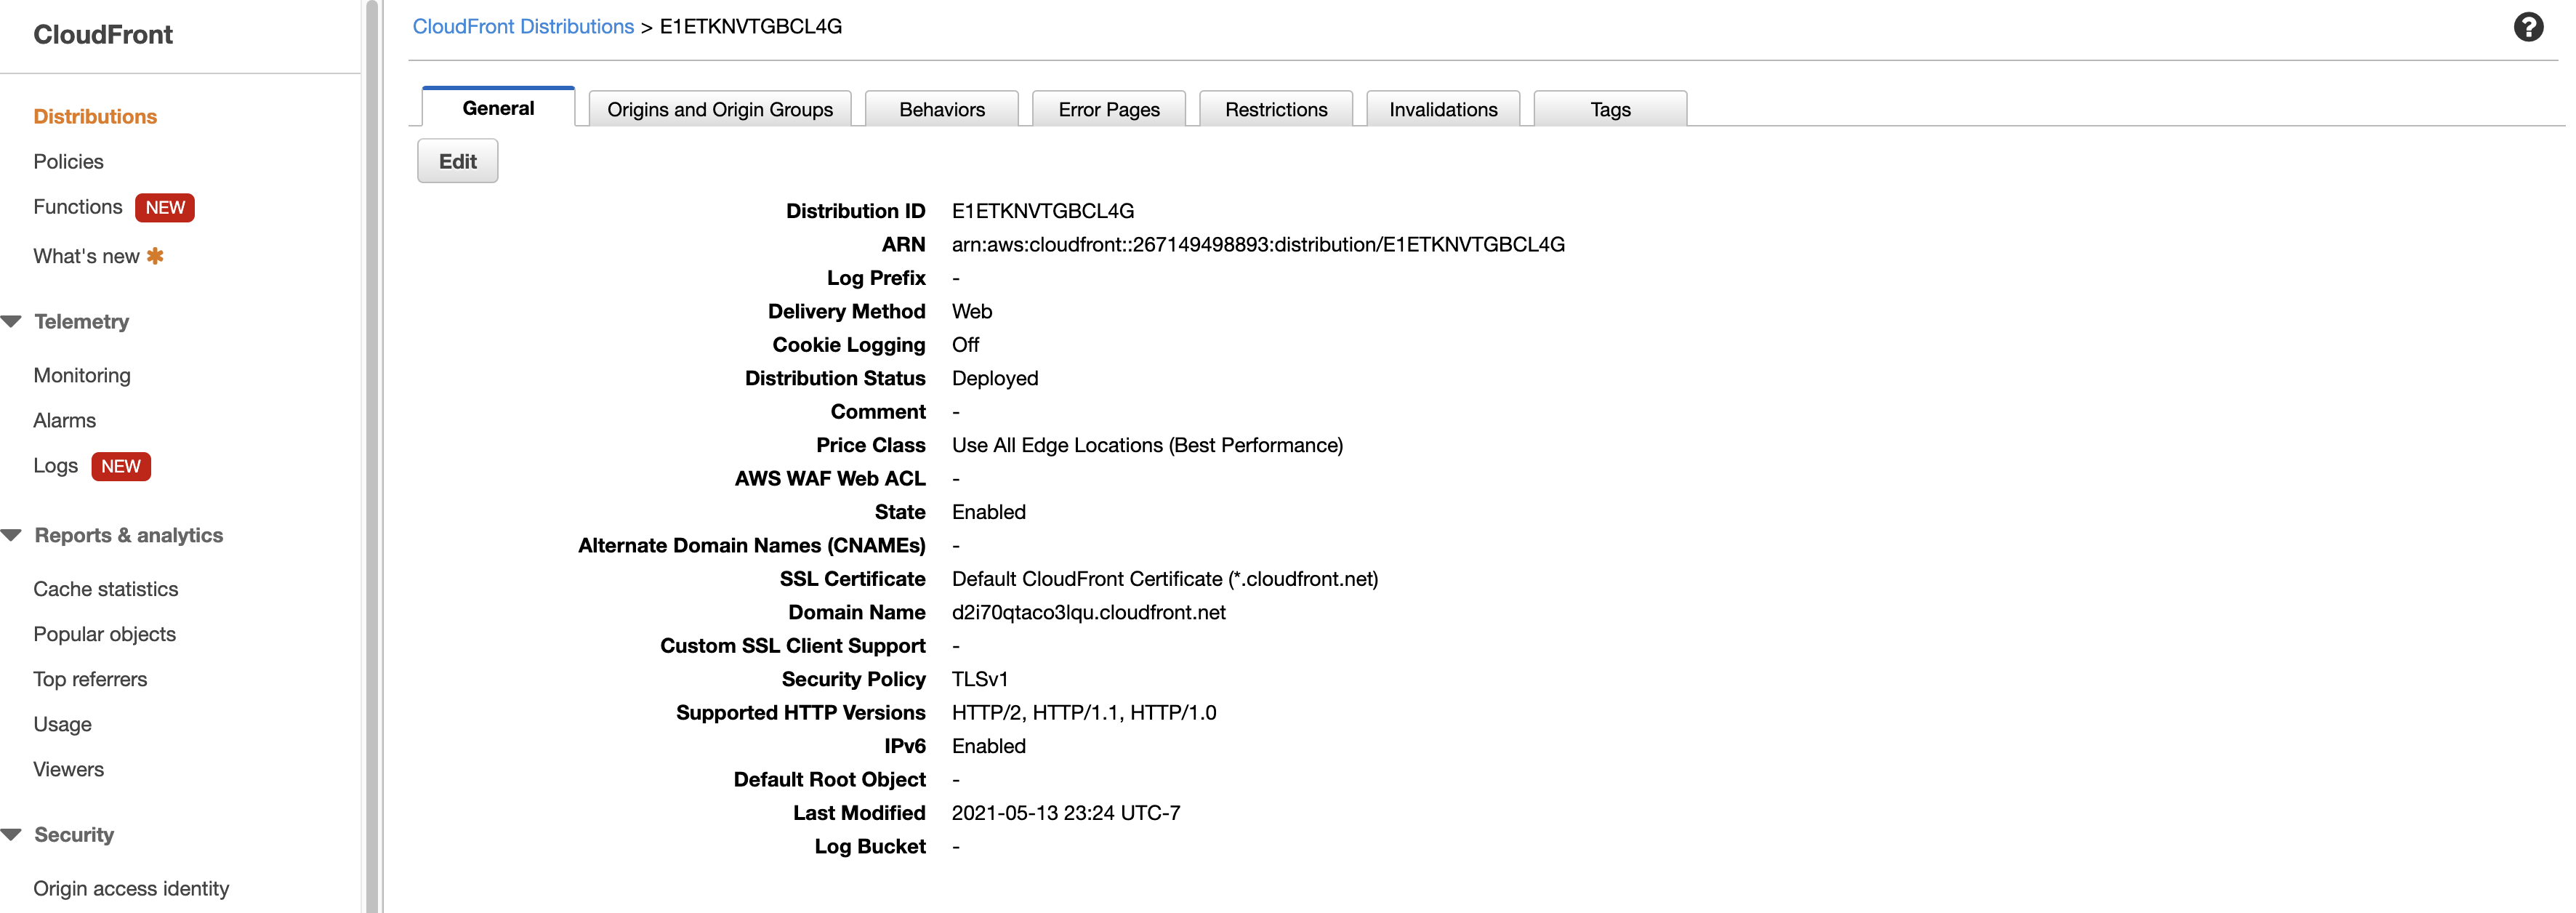 CloudFront
Distributions
Policies
Functions NEW
What's new ✱
Telemetry
Monitoring
Alarms
Logs NEW
Reports & analytics
Cache statistics
Popular objects
Top referrers
Usage
Viewers
Security
Origin access identity
CloudFront Distributions > E1ETKNVTGBCL4G
?
General Origins and Origin Groups Behaviors Error Pages Restrictions Invalidations Tags
Edit
Distribution ID E1ETKNVTGBCL4G
ARN arn:aws:cloudfront::267149498893:distribution/E1ETKNVTGBCL4G
Log Prefix -
Delivery Method Web
Cookie Logging Off
Distribution Status Deployed
Comment -
Price Class Use All Edge Locations (Best Performance)
AWS WAF Web ACL -
State Enabled
Alternate Domain Names (CNAMEs) -
SSL Certificate Default CloudFront Certificate (*.cloudfront.net)
Domain Name d2i70qtaco3lqu.cloudfront.net
Custom SSL Client Support -
Security Policy TLSv1
Supported HTTP Versions HTTP/2, HTTP/1.1, HTTP/1.0
IPv6 Enabled
Default Root Object -
Last Modified 2021-05-13 23:24 UTC-7
Log Bucket -